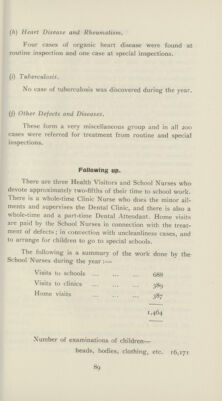 (h) Heart Disease and Rheumatism.
Four cases of organic heart disease were found at
routine inspection and one case at special inspections.
(i) Tuberculosis.
No case of tuberculosis was discovered during the year.
(j) Other Defects and Diseases.
These form a very miscellaneous group and in all 200
cases were referred for treatment from routine and special
inspections.
Following up.
There are three Health Visitors and School Nurses who
devote approximately two-fifths of their time to school work.
There is a whole-time Clinic Nurse who does the minor ail-
ments and supervises the Dental Clinic, and there is also a
whole-time and a part-time Dental Attendant. Home visits
are paid by the School Nurses in connection with the treat-
ment of defects; in connection with uncleanliness cases, and
to arrange for children to go to special schools.
The following is a summary of the work done by the
School Nurses during the year :—
Visits to schools ... ... ... 688
Visits to clinics ... ... ... 389
Home visits ... ... ... 387
1,464
Number of examinations of children—
heads, bodies, clothing, etc. 16,171
89